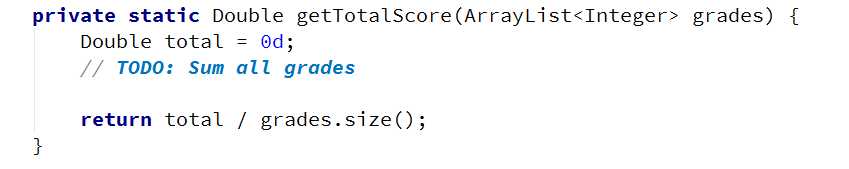 private static Double getTotalScore(ArrayList<Integer> grades) {
    Double total = 0d;
    // TODO: Sum all grades
    return total / grades.size();
}